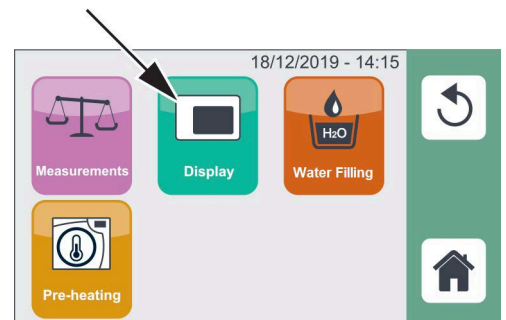 18/12/2019 - 14:15
H2O
Measurements
Display
Water Filling
Pre-heating